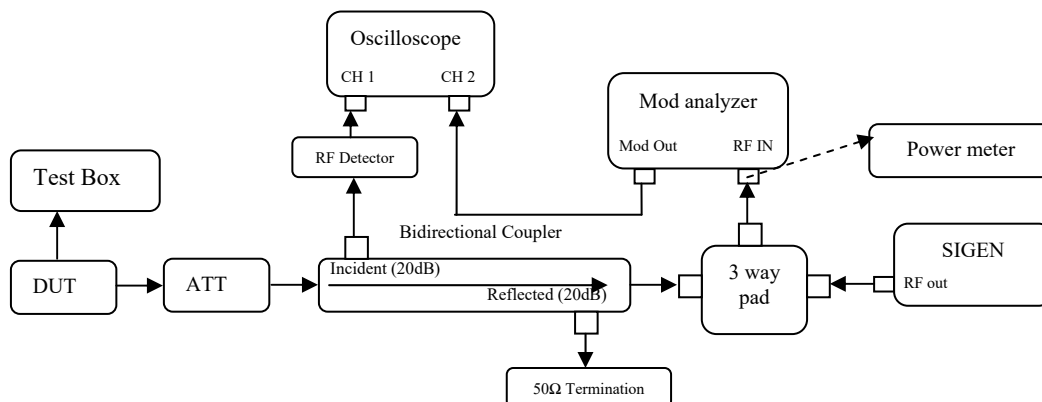 Oscilloscope
CH 1
CH 2
Mod analyzer
Mod Out
RF IN
Power meter
RF Detector
Test Box
Bidirectional Coupler
DUT
ATT
Incident (20dB)
Reflected (20dB)
3 way
pad
SIGEN
RF out
50Ω Termination